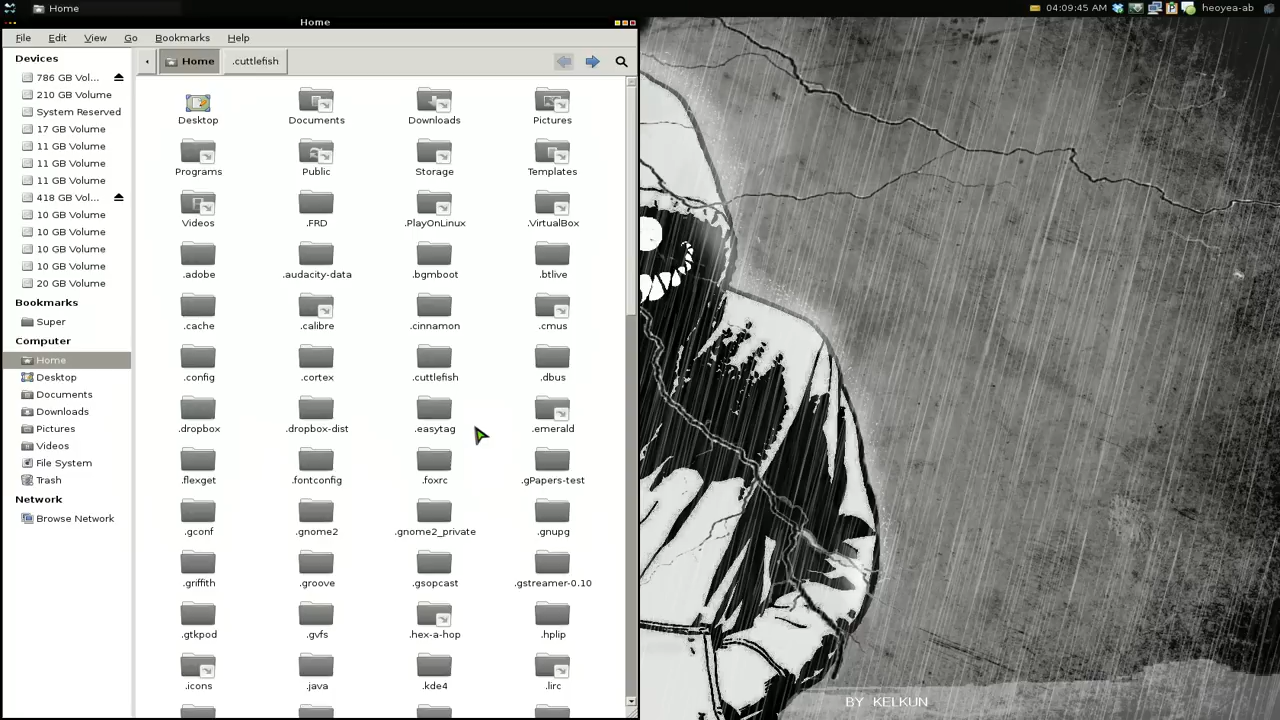 Home
04:09:45 AM
heoyea-ab
Home
File Edit View Go Bookmarks Help
Home .cuttlefish
Devices
786 GB Vol...
210 GB Volume
System Reserved
17 GB Volume
11 GB Volume
11 GB Volume
11 GB Volume
418 GB Vol...
10 GB Volume
10 GB Volume
10 GB Volume
10 GB Volume
20 GB Volume
Bookmarks
Super
Computer
Home
Desktop
Documents
Downloads
Pictures
Videos
File System
Trash
Network
Browse Network
Desktop Documents Downloads Pictures
Programs Public Storage Templates
Videos .FRD .PlayOnLinux .VirtualBox
.adobe .audacity-data .bgmboot .btlive
.cache .calibre .cinnamon .cmus
.config .cortex .cuttlefish .dbus
.dropbox .dropbox-dist .easytag .emerald
.flexget .fontconfig .foxrc .gPapers-test
.gconf .gnome2 .gnome2_private .gnupg
.griffith .groove .gsopcast .gstreamer-0.10
.gtkpod .gvfs .hex-a-hop .hplip
.icons .java .kde4 .lirc
BY KELKUN